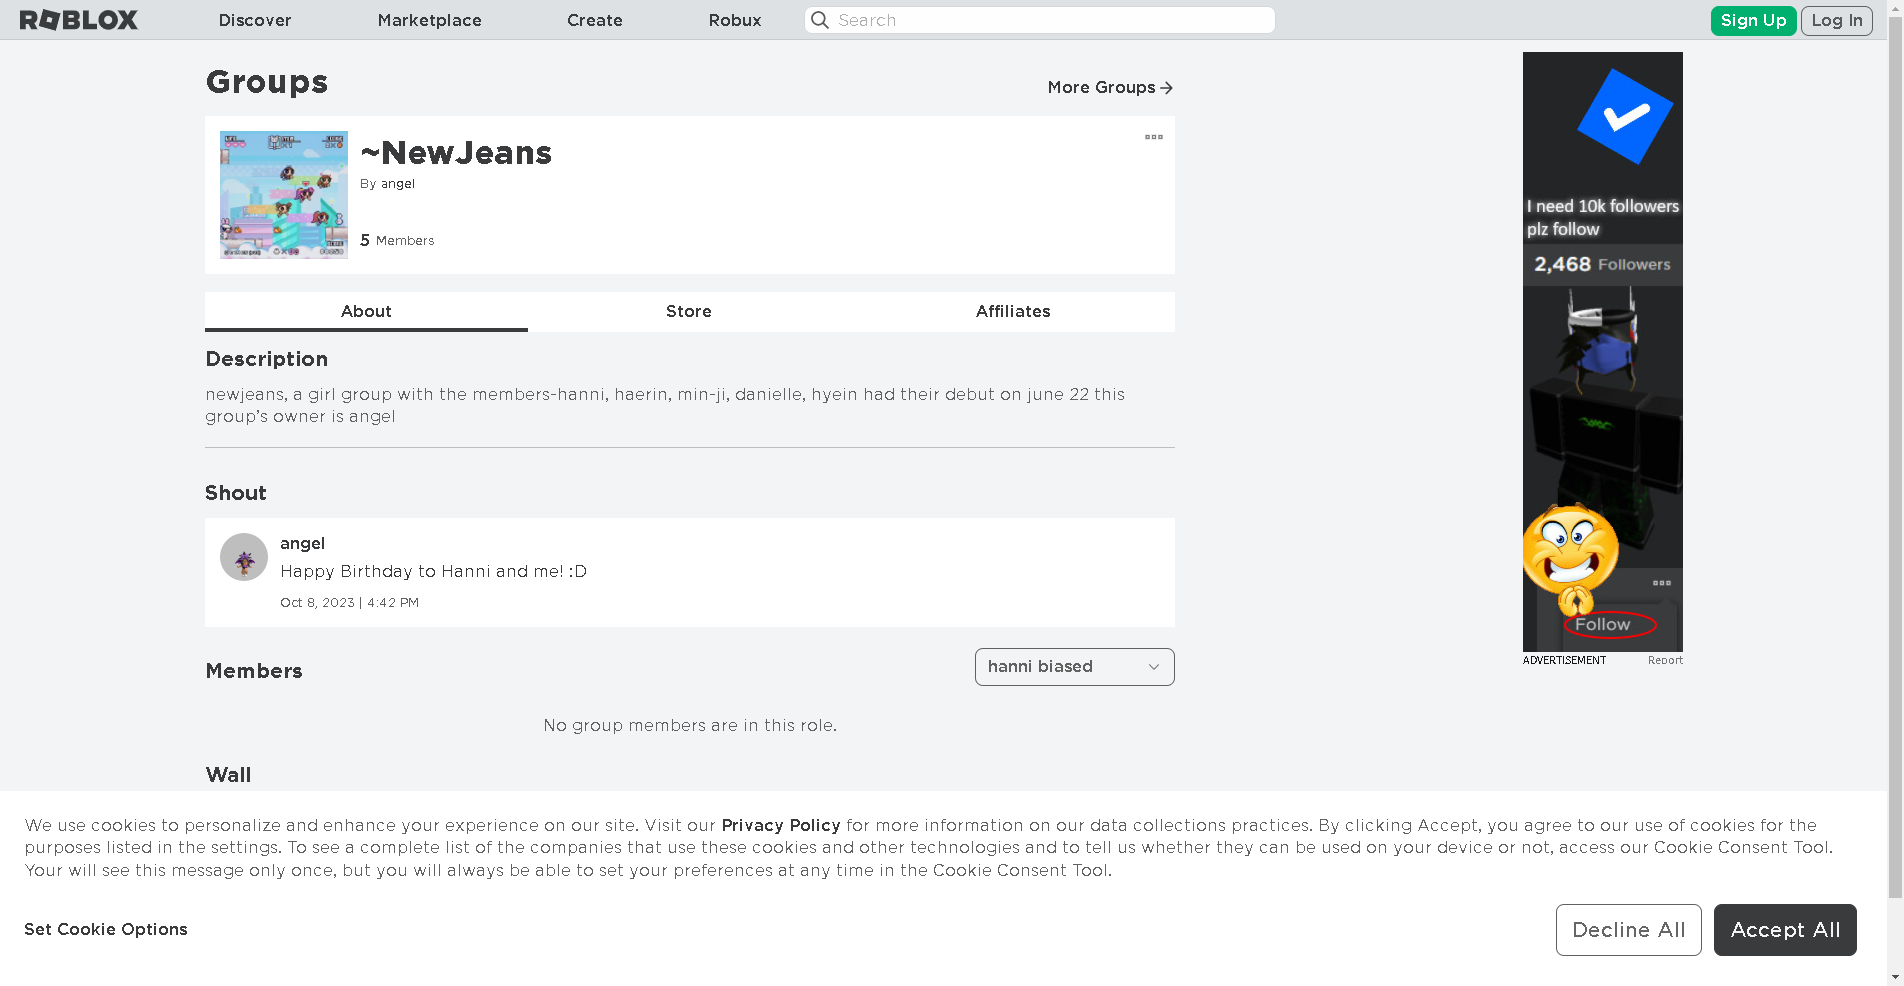 ROBLOX Discover Marketplace Create Robux Search Sign Up Log In
Groups
More Groups
~NewJeans
By angel
5 Members
About Store Affiliates
Description
newjeans, a girl group with the members-hanni, haerin, min-ji, danielle, hyein had their debut on june 22 this
group's owner is angel
Shout
angel
Happy Birthday to Hanni and me! :D
Oct 8, 2023 | 4:42 PM
Members
hanni biased
No group members are in this role.
Wall
I need 10k followers
plz follow
2,468 Followers
Follow
ADVERTISEMENT Report
We use cookies to personalize and enhance your experience on our site. Visit our Privacy Policy for more information on our data collections practices. By clicking Accept, you agree to our use of cookies for the
purposes listed in the settings. To see a complete list of the companies that use these cookies and other technologies and to tell us whether they can be used on your device or not, access our Cookie Consent Tool.
Your will see this message only once, but you will always be able to set your preferences at any time in the Cookie Consent Tool.
Set Cookie Options
Decline All
Accept All